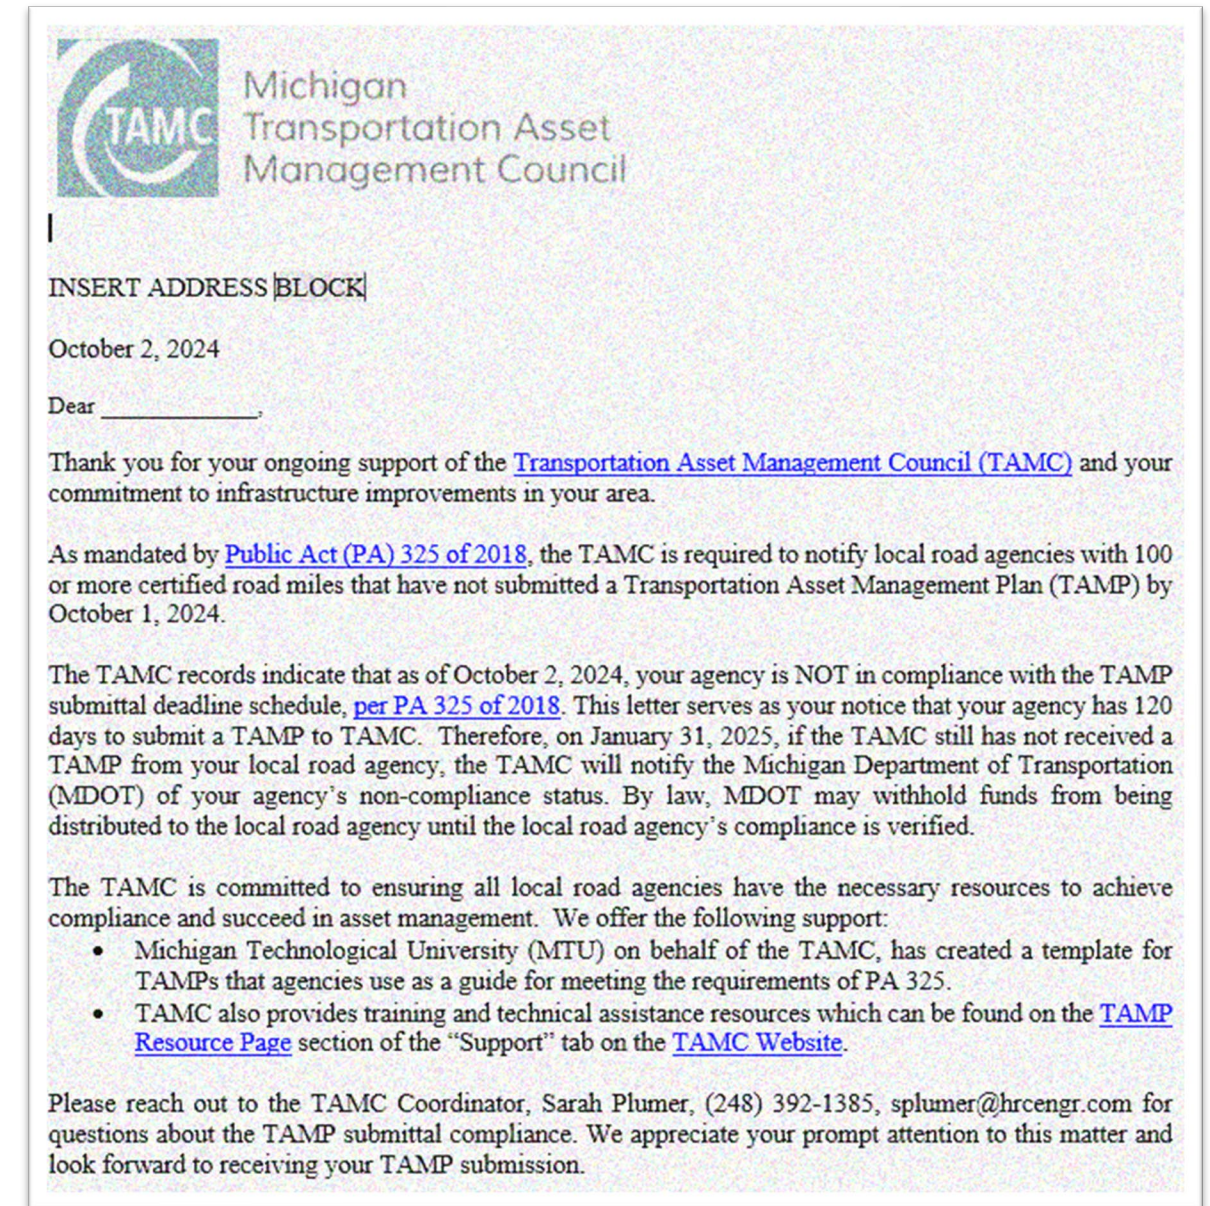 TAMC
Michigan
Transportation Asset
Management Council
INSERT ADDRESS BLOCK
October 2, 2024
Dear _____________,
Thank you for your ongoing support of the Transportation Asset Management Council (TAMC) and your
commitment to infrastructure improvements in your area.
As mandated by Public Act (PA) 325 of 2018, the TAMC is required to notify local road agencies with 100
or more certified road miles that have not submitted a Transportation Asset Management Plan (TAMP) by
October 1, 2024.
The TAMC records indicate that as of October 2, 2024, your agency is NOT in compliance with the TAMP
submittal deadline schedule, per PA 325 of 2018. This letter serves as your notice that your agency has 120
days to submit a TAMP to TAMC.  Therefore, on January 31, 2025, if the TAMC still has not received a
TAMP from your local road agency, the TAMC will notify the Michigan Department of Transportation
(MDOT) of your agency’s non-compliance status. By law, MDOT may withhold funds from being
distributed to the local road agency until the local road agency’s compliance is verified.
The TAMC is committed to ensuring all local road agencies have the necessary resources to achieve
compliance and succeed in asset management.  We offer the following support:
• Michigan Technological University (MTU) on behalf of the TAMC, has created a template for
TAMPs that agencies use as a guide for meeting the requirements of PA 325.
• TAMC also provides training and technical assistance resources which can be found on the TAMP
Resource Page section of the “Support” tab on the TAMC Website.
Please reach out to the TAMC Coordinator, Sarah Plumer, (248) 392-1385, splumer@hrcengr.com for
questions about the TAMP submittal compliance. We appreciate your prompt attention to this matter and
look forward to receiving your TAMP submission.